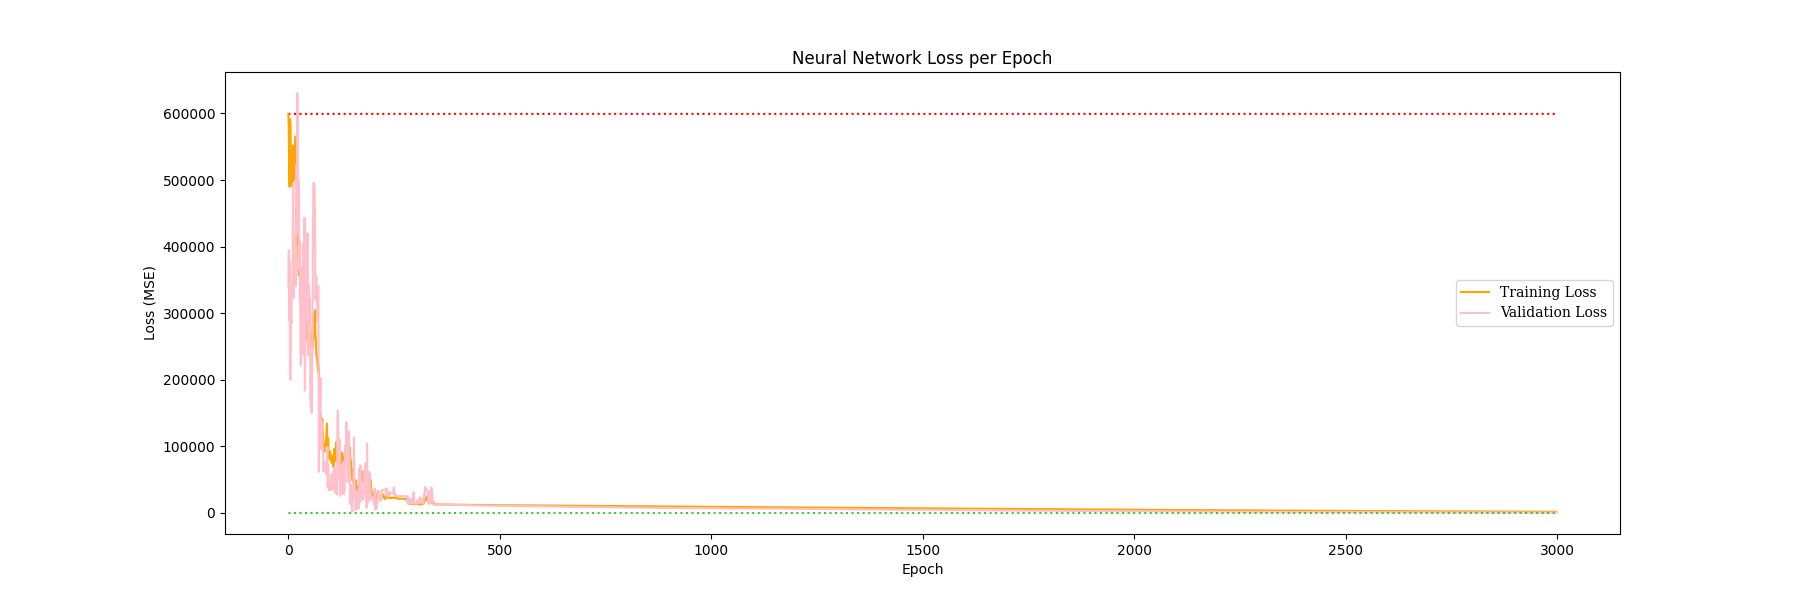 Neural Network Loss per Epoch
600000
500000
400000
300000
200000
100000
0
Loss (MSE)
Training Loss
Validation Loss
0 500 1000 1500 2000 2500 3000
Epoch